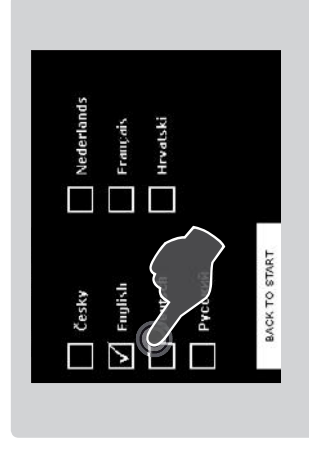 Česky
English
Русский
Nederlands
Français
Hrvatski
BACK TO START